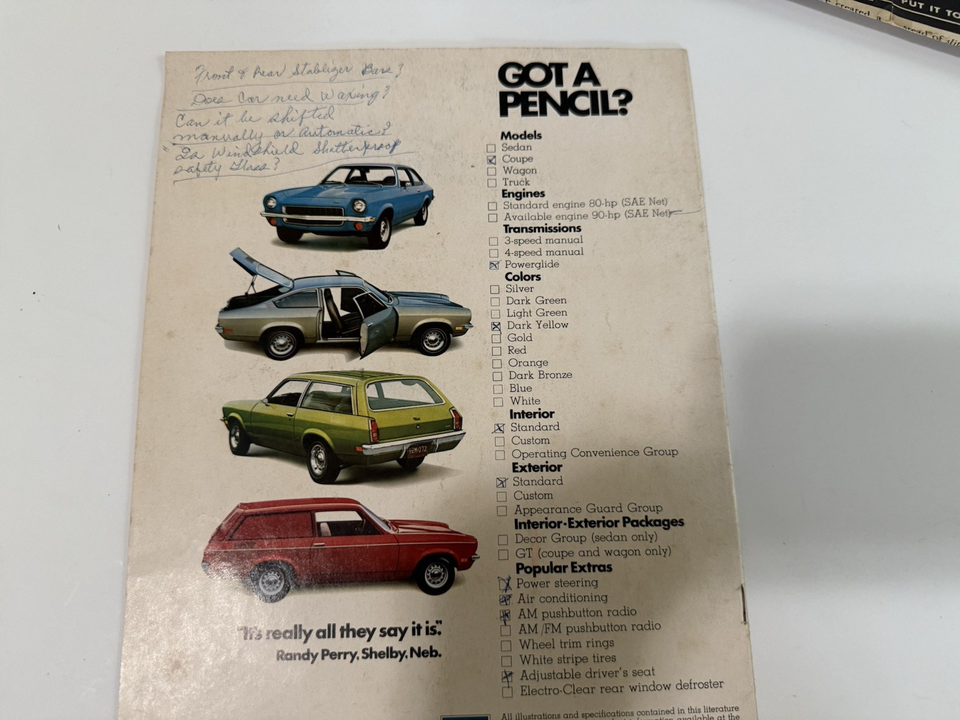 PUT IT TO
Front & Rear Stabilizer Bars?
Does Car need Waxing?
Can it be shifted
manually or Automatic?
Is Windshield Shatterproof
safety Glass?
GOT A
PENCIL?
Models
Sedan
Coupe
Wagon
Truck
Engines
Standard engine 80-hp (SAE Net)
Available engine 90-hp (SAE Net)
Transmissions
3-speed manual
4-speed manual
Powerglide
Colors
Silver
Dark Green
Light Green
Dark Yellow
Gold
Red
Orange
Dark Bronze
Blue
White
Interior
Standard
Custom
Operating Convenience Group
Exterior
Standard
Custom
Appearance Guard Group
Interior-Exterior Packages
Decor Group (sedan only)
GT (coupe and wagon only)
Popular Extras
Power steering
Air conditioning
AM pushbutton radio
AM/FM pushbutton radio
Wheel trim rings
White stripe tires
Adjustable driver's seat
Electro-Clear rear window defroster
"It's really all they say it is."
Randy Perry, Shelby, Neb.
All illustrations and specifications contained in this literature